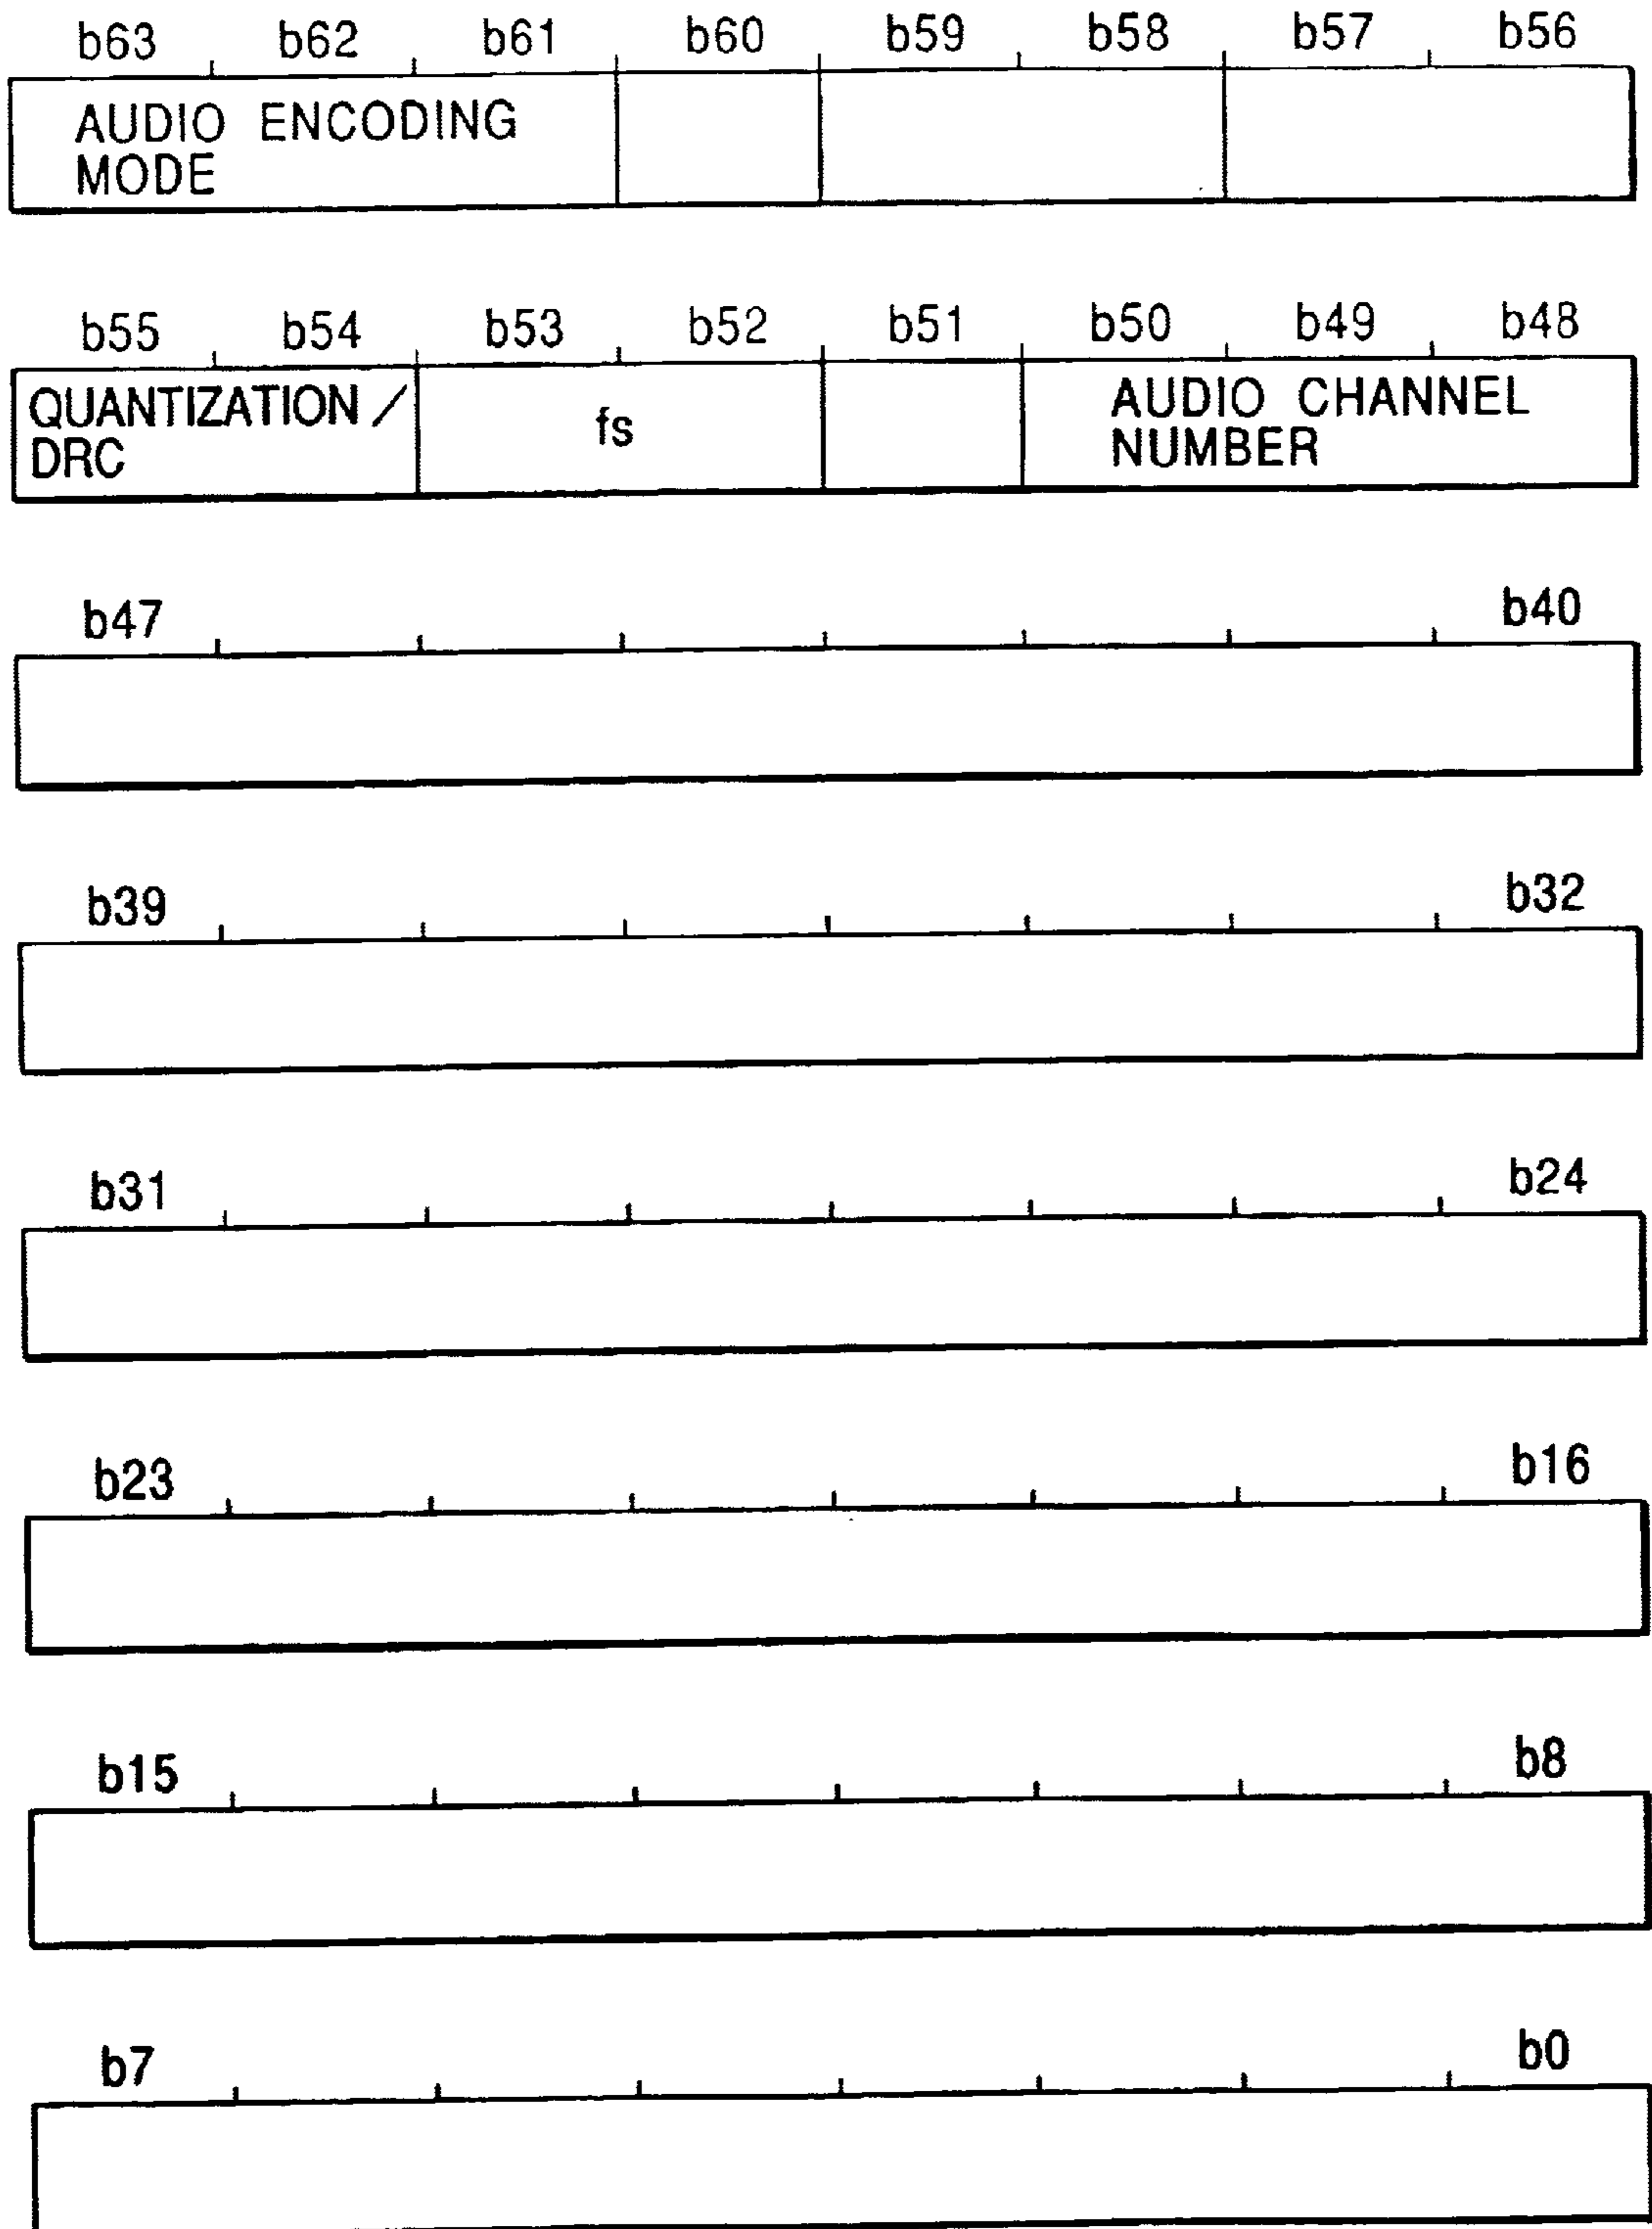 b63 b62 b61 b60 b59 b58 b57 b56
AUDIO ENCODING
MODE
b55 b54 b53 b52 b51 b50 b49 b48
QUANTIZATION /
DRC
fs
AUDIO CHANNEL
NUMBER
b47 b40
b39 b32
b31 b24
b23 b16
b15 b8
b7 b0